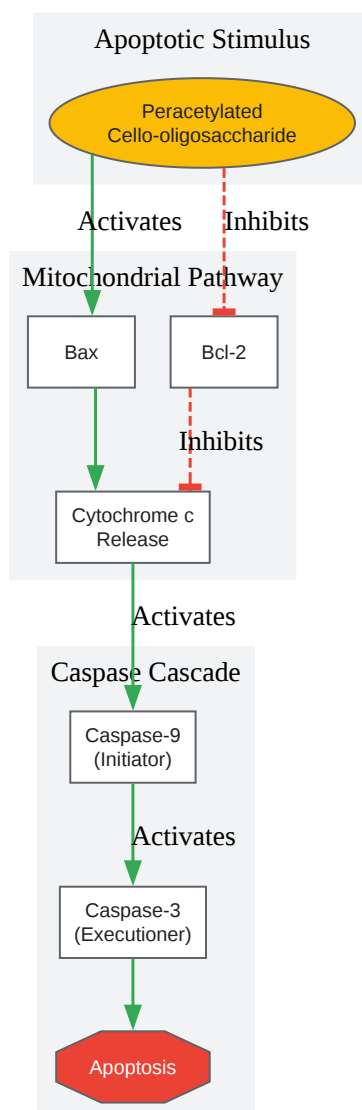 Apoptotic Stimulus
Peracetylated
Cello-oligosaccharide
Activates
Inhibits
Mitochondrial Pathway
Bax
Bcl-2
Inhibits
Cytochrome c
Release
Activates
Caspase Cascade
Caspase-9
(Initiator)
Activates
Caspase-3
(Executioner)
Apoptosis